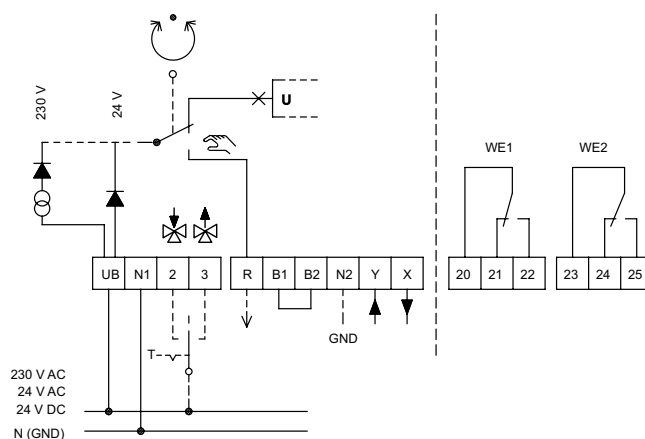 230 V
24 V
U
WE1
WE2
UB N1 2 3 R B1 B2 N2 Y X
20 21 22 23 24 25
GND
T
230 V AC
24 V AC
24 V DC
N (GND)